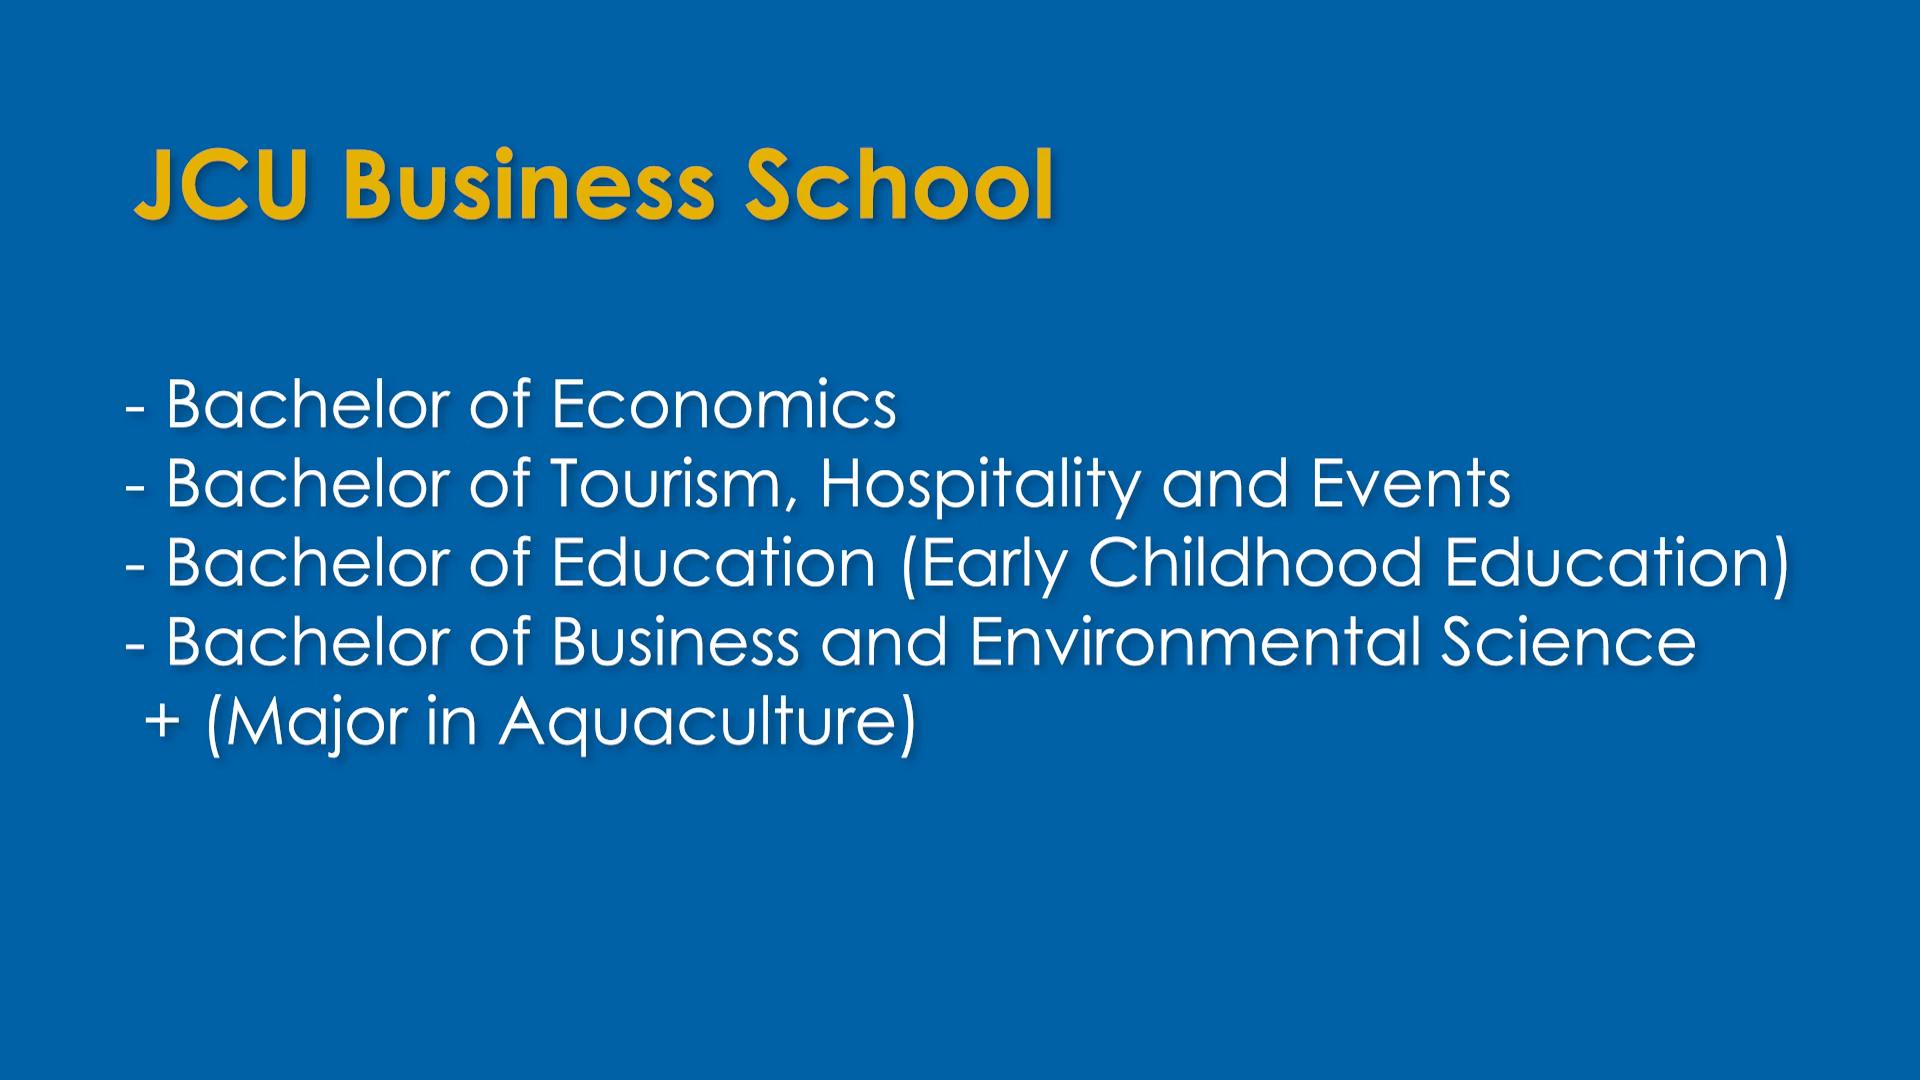 JCU Business School
- Bachelor of Economics
- Bachelor of Tourism, Hospitality and Events
- Bachelor of Education (Early Childhood Education)
- Bachelor of Business and Environmental Science
+ (Major in Aquaculture)